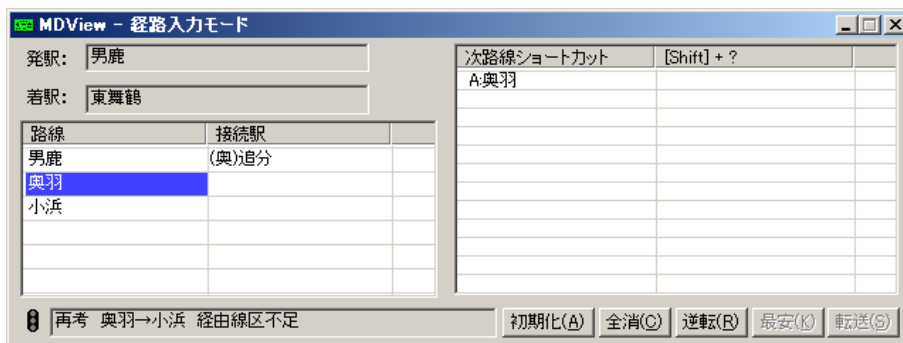 MDView - 経路入力モード
発駅: 男鹿
着駅: 東舞鶴
路線 接続駅
男鹿 (奥)追分
奥羽
小浜
次路線ショートカット [Shift] + ?
A:奥羽
再考 奥羽→小浜 経由線区不足
初期化(A) 全消(C) 逆転(R) 最安(K) 転送(S)